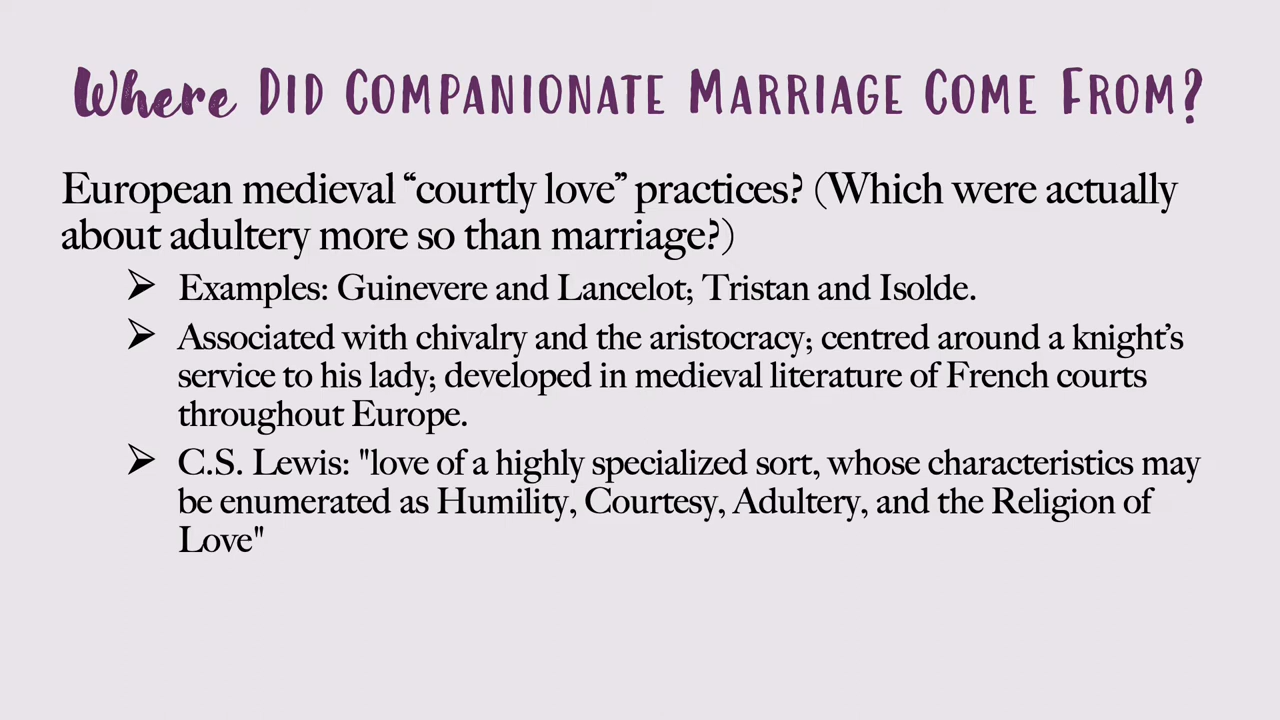 Where Did Companionate Marriage Come From?
European medieval “courtly love” practices? (Which were actually
about adultery more so than marriage?)
➢ Examples: Guinevere and Lancelot; Tristan and Isolde.
➢ Associated with chivalry and the aristocracy; centred around a knight’s
service to his lady; developed in medieval literature of French courts
throughout Europe.
➢ C.S. Lewis: "love of a highly specialized sort, whose characteristics may
be enumerated as Humility, Courtesy, Adultery, and the Religion of
Love"